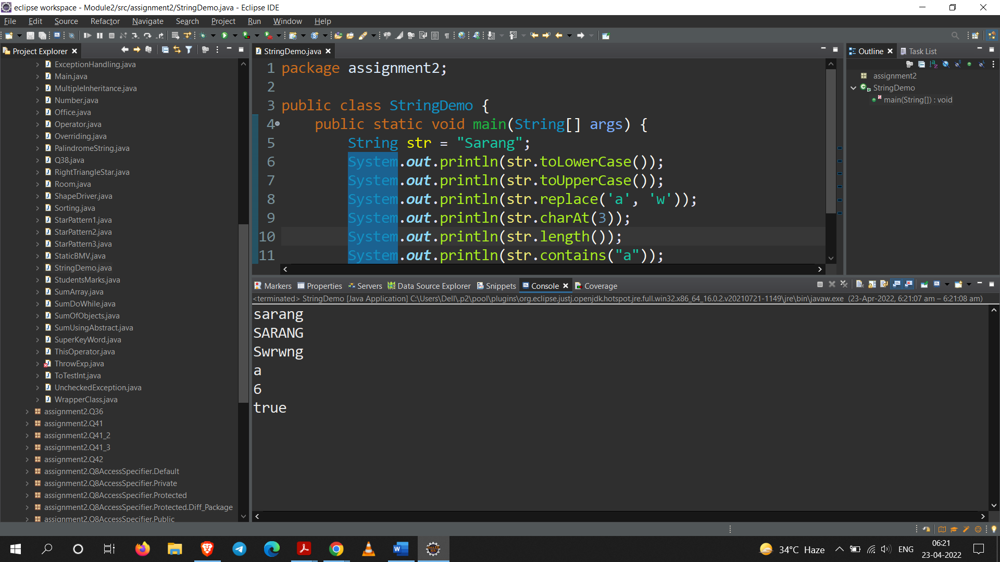 eclipse workspace - Module2/src/assignment2/StringDemo.java - Eclipse IDE
File Edit Source Refactor Navigate Search Project Run Window Help
Project Explorer
ExceptionHandling.java
Main.java
MultipleInheritance.java
Number.java
Office.java
Operator.java
Overriding.java
PalindromeString.java
Q38.java
RightTriangleStar.java
Room.java
ShapeDriver.java
Sorting.java
StarPattern1.java
StarPattern2.java
StarPattern3.java
StaticBMV.java
StringDemo.java
StudentsMarks.java
SumArray.java
SumDoWhile.java
SumOfObjects.java
SumUsingAbstract.java
SuperKeyWord.java
ThisOperator.java
ThrowExp.java
ToTestInt.java
UncheckedException.java
WrapperClass.java
assignment2.Q36
assignment2.Q41
assignment2.Q41_2
assignment2.Q41_3
assignment2.Q42
assignment2.Q8AccessSpecifier.Default
assignment2.Q8AccessSpecifier.Private
assignment2.Q8AccessSpecifier.Protected
assignment2.Q8AccessSpecifier.Protected.Diff_Package
assignment2.Q8AccessSpecifier.Public
StringDemo.java
1 package assignment2;
2
3 public class StringDemo {
4 public static void main(String[] args) {
5 String str = "Sarang";
6 System.out.println(str.toLowerCase());
7 System.out.println(str.toUpperCase());
8 System.out.println(str.replace('a', 'w'));
9 System.out.println(str.charAt(3));
10 System.out.println(str.length());
11 System.out.println(str.contains("a"));
Outline Task List
assignment2
StringDemo
main(String[]) : void
Markers Properties Servers Data Source Explorer Snippets Console Coverage
<terminated> StringDemo [Java Application] C:\Users\Dell\.p2\pool\plugins\org.eclipse.justj.openjdk.hotspot.jre.full.win32.x86_64_16.0.2.v20210721-1149\jre\bin\javaw.exe (23-Apr-2022, 6:21:07 am – 6:21:08 am)
sarang
SARANG
Swrwng
a
6
true
34°C Haze
ENG
06:21
23-04-2022